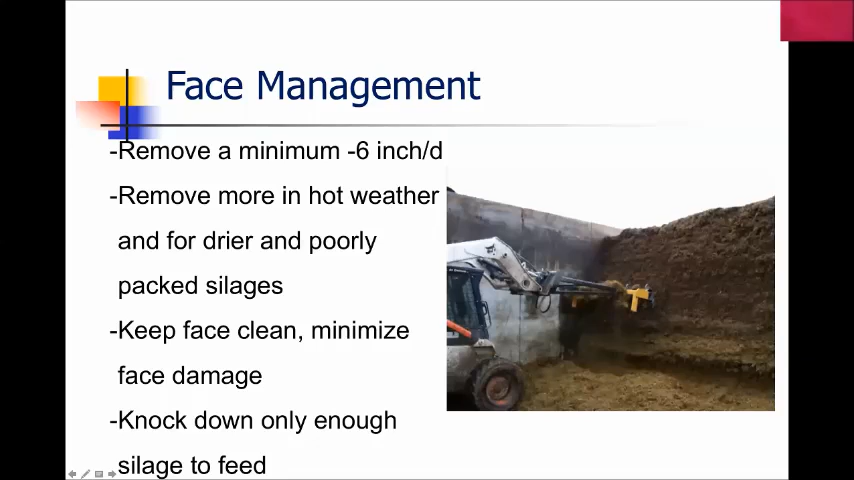 Face Management
-Remove a minimum -6 inch/d
-Remove more in hot weather
and for drier and poorly
packed silages
-Keep face clean, minimize
face damage
-Knock down only enough
silage to feed